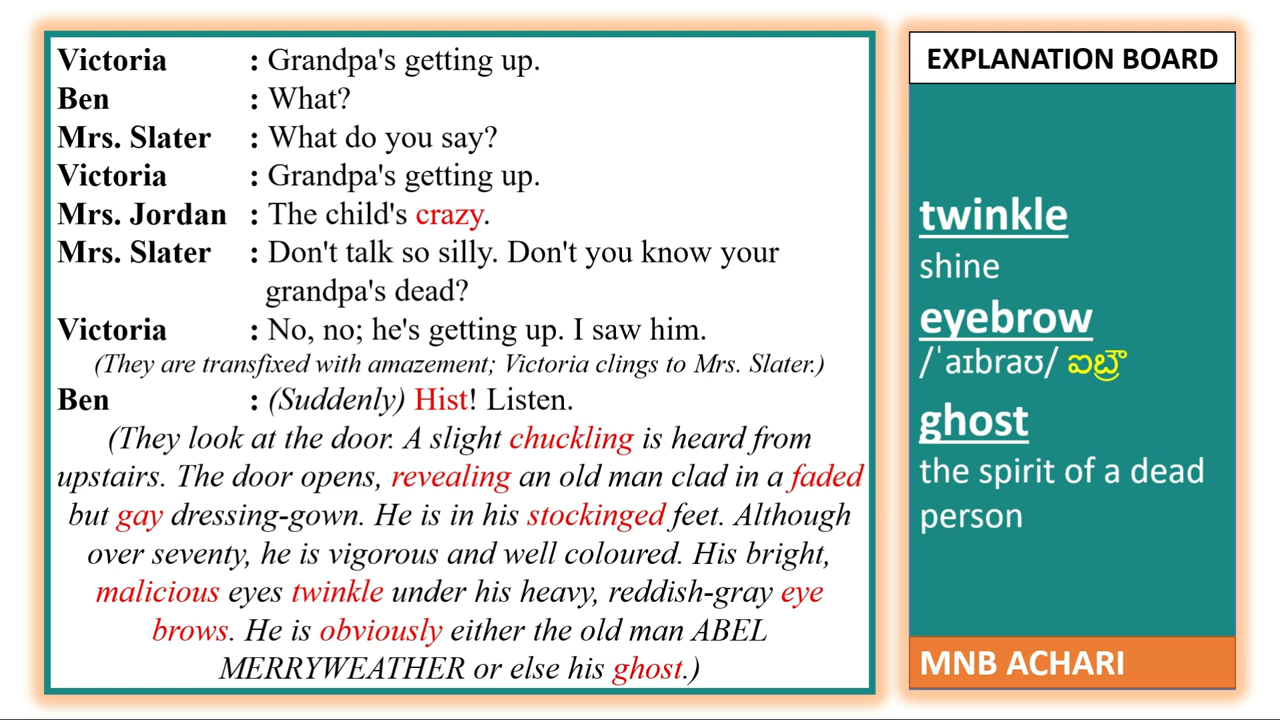 Victoria : Grandpa's getting up.
Ben : What?
Mrs. Slater : What do you say?
Victoria : Grandpa's getting up.
Mrs. Jordan : The child's crazy.
Mrs. Slater : Don't talk so silly. Don't you know your
grandpa's dead?
Victoria : No, no; he's getting up. I saw him.
(They are transfixed with amazement; Victoria clings to Mrs. Slater.)
Ben : (Suddenly) Hist! Listen.
(They look at the door. A slight chuckling is heard from
upstairs. The door opens, revealing an old man clad in a faded
but gay dressing-gown. He is in his stockinged feet. Although
over seventy, he is vigorous and well coloured. His bright,
malicious eyes twinkle under his heavy, reddish-gray eye
brows. He is obviously either the old man ABEL
MERRYWEATHER or else his ghost.)
EXPLANATION BOARD
twinkle
shine
eyebrow
/ˈaɪbraʊ/ ఐబ్రౌ
ghost
the spirit of a dead
person
MNB ACHARI